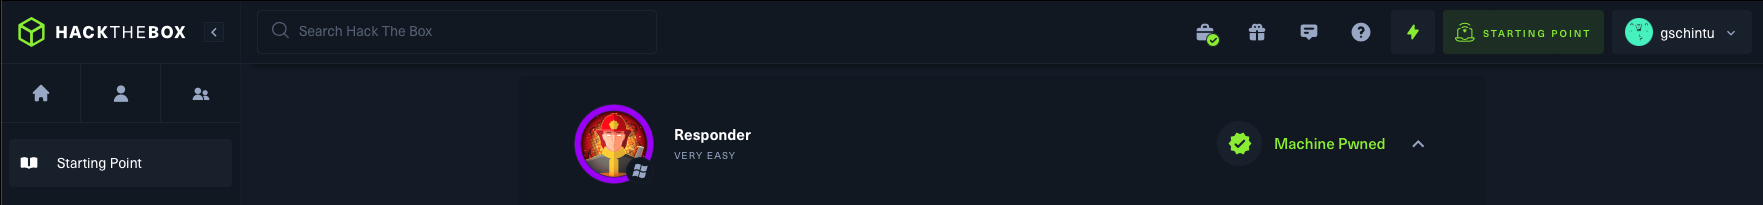 HACKTHEBOX
Search Hack The Box
STARTING POINT
gschintu
Starting Point
Responder
VERY EASY
Machine Pwned